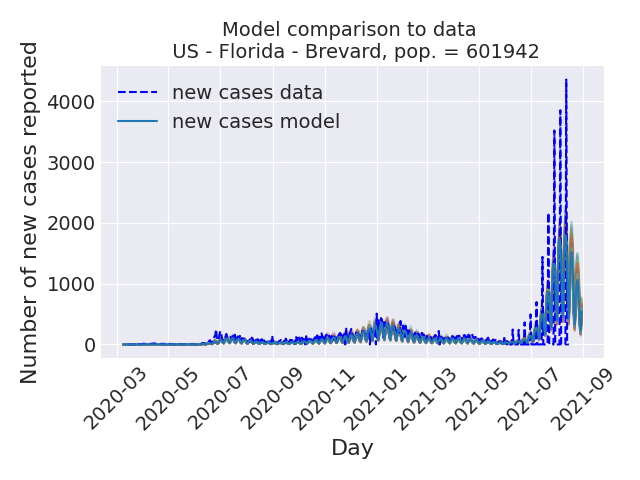 Model comparison to data
US - Florida - Brevard, pop. = 601942
new cases data
new cases model
Number of new cases reported
4000
3000
2000
1000
0
2020-03
2020-05
2020-07
2020-09
2020-11
2021-01
2021-03
2021-05
2021-07
2021-09
Day